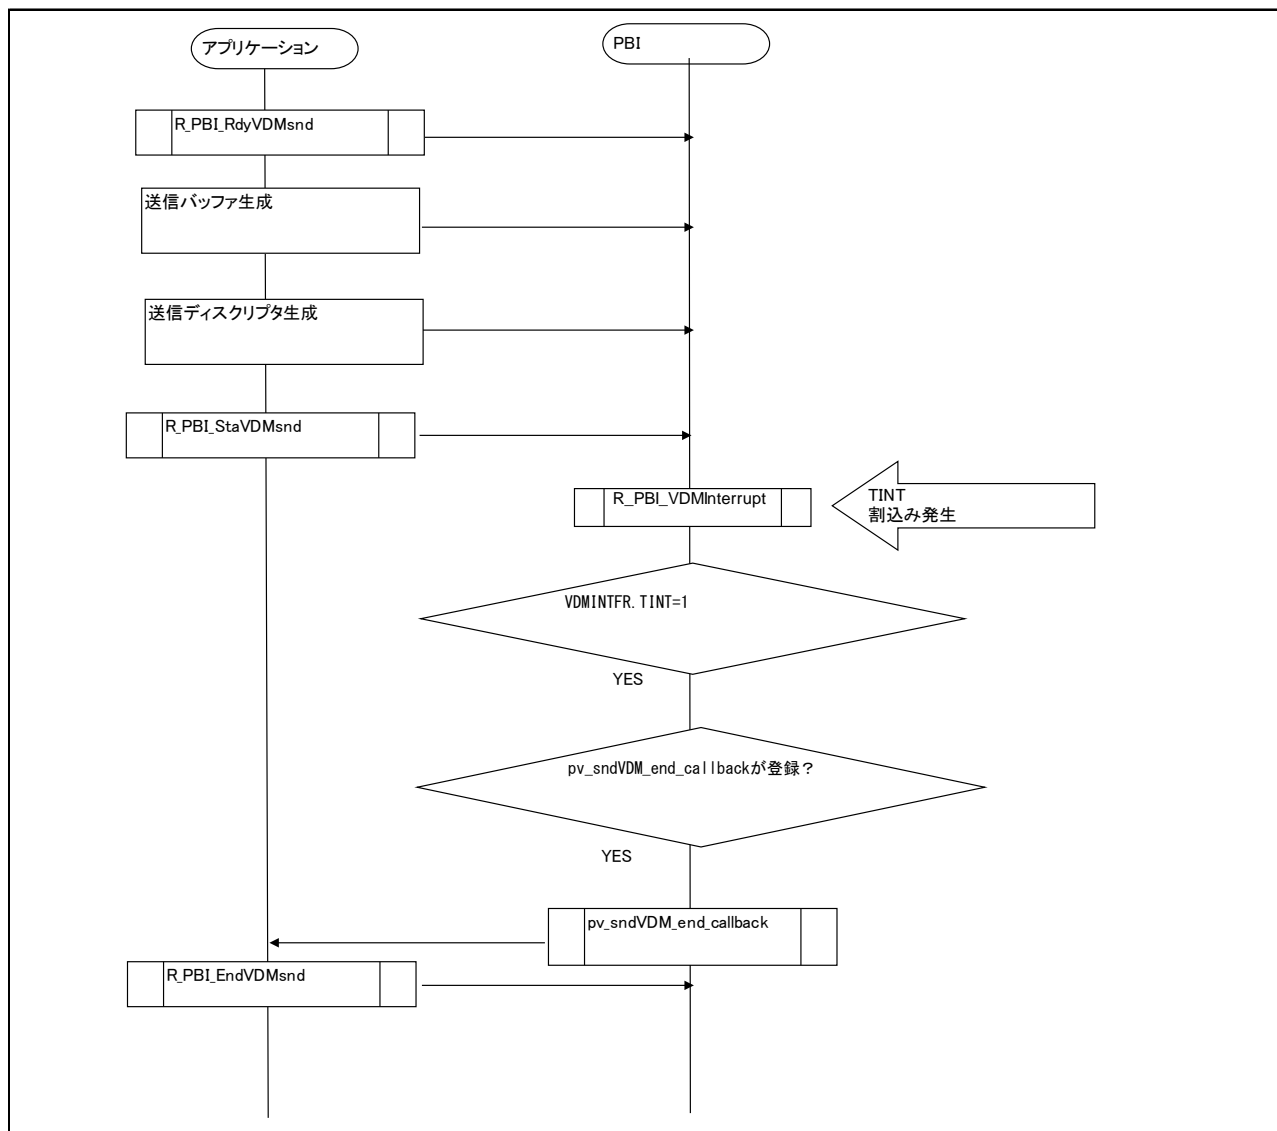 アプリケーション
PBI
R_PBI_RdyVDMsnd
送信バッファ生成
送信ディスクリプタ生成
R_PBI_StaVDMsnd
R_PBI_VDMInterrupt
TINT
割込み発生
VDMINTFR.TINT=1
YES
pv_sndVDM_end_callbackが登録？
YES
pv_sndVDM_end_callback
R_PBI_EndVDMsnd